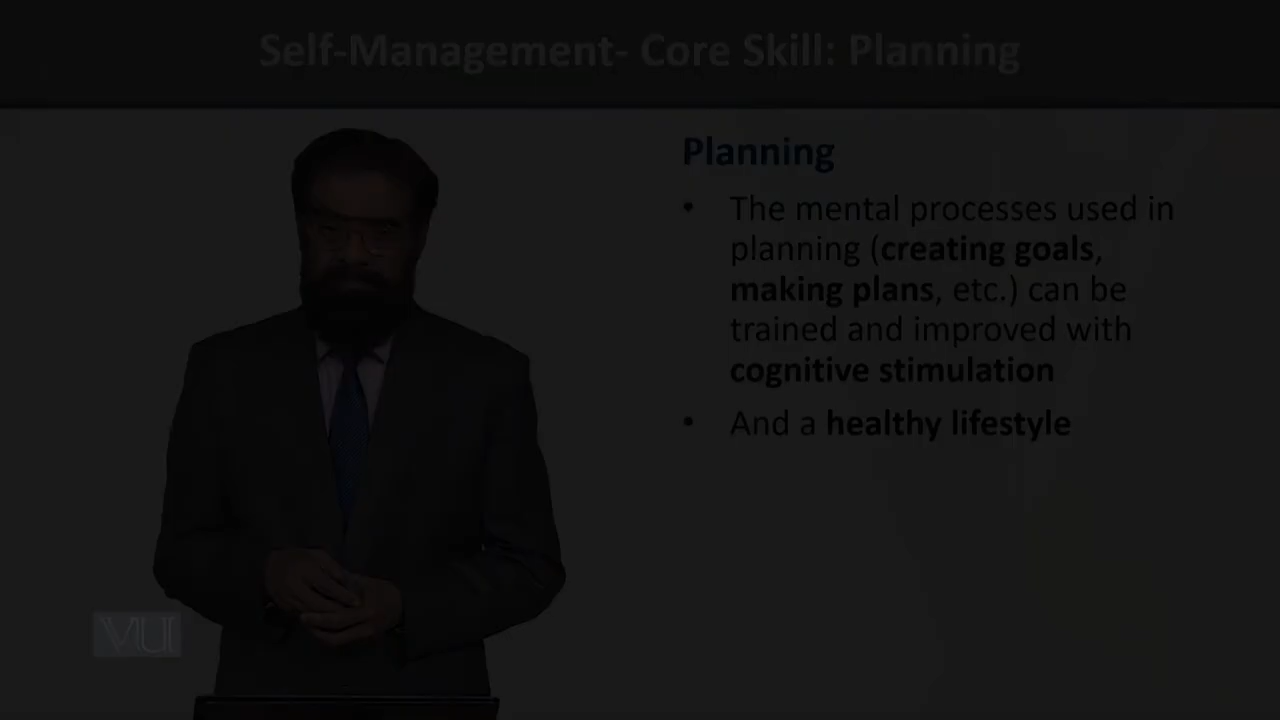 Self-Management- Core Skill: Planning
Planning
• The mental processes used in
planning (creating goals,
making plans, etc.) can be
trained and improved with
cognitive stimulation
• And a healthy lifestyle
VU